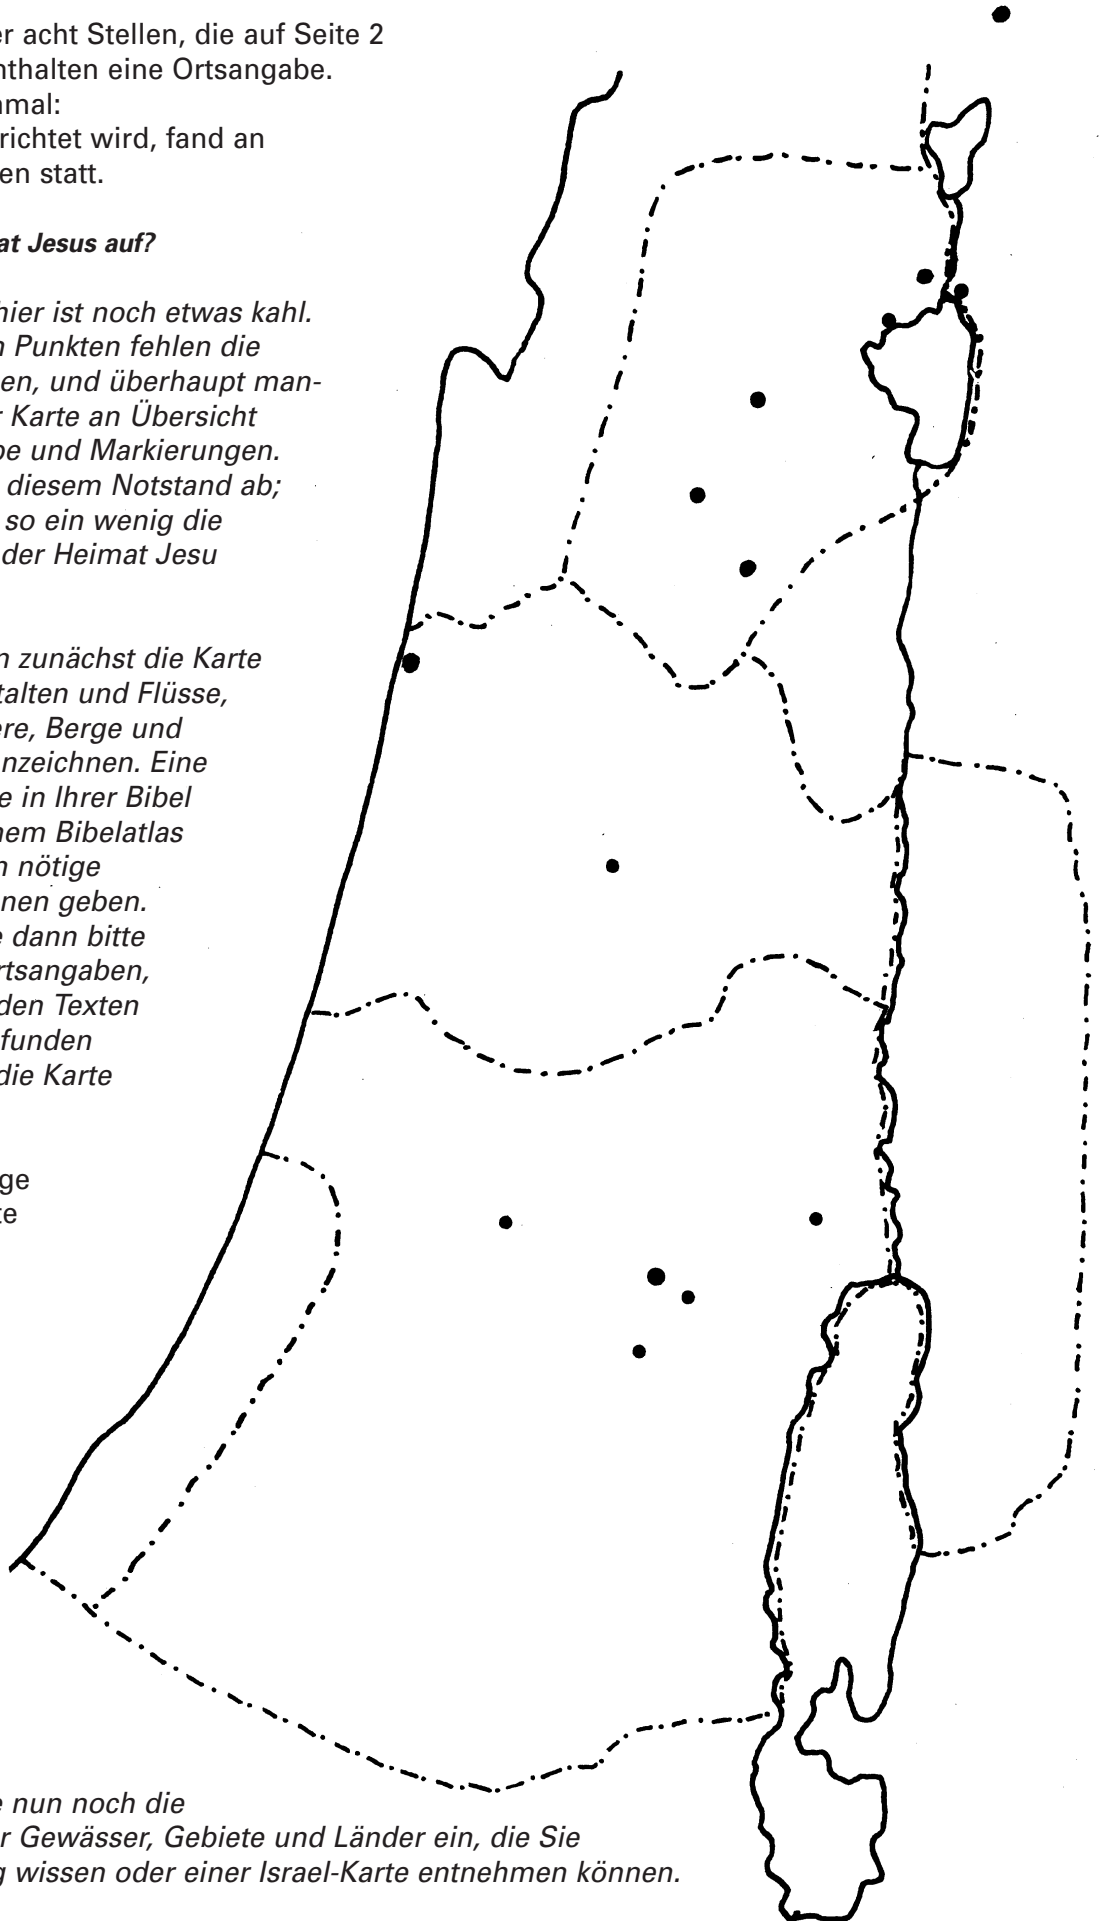 er acht Stellen, die auf Seite 2
nthalten eine Ortsangabe.
nmal:
richtet wird, fand an
en statt.
at Jesus auf?
hier ist noch etwas kahl.
n Punkten fehlen die
en, und überhaupt man-
r Karte an Übersicht
be und Markierungen.
diesem Notstand ab;
so ein wenig die
der Heimat Jesu
n zunächst die Karte
talten und Flüsse,
ere, Berge und
nzeichnen. Eine
e in Ihrer Bibel
nem Bibelatlas
n nötige
nen geben.
e dann bitte
rtsangaben,
den Texten
funden
die Karte
ge
te
e nun noch die
r Gewässer, Gebiete und Länder ein, die Sie
g wissen oder einer Israel-Karte entnehmen können.